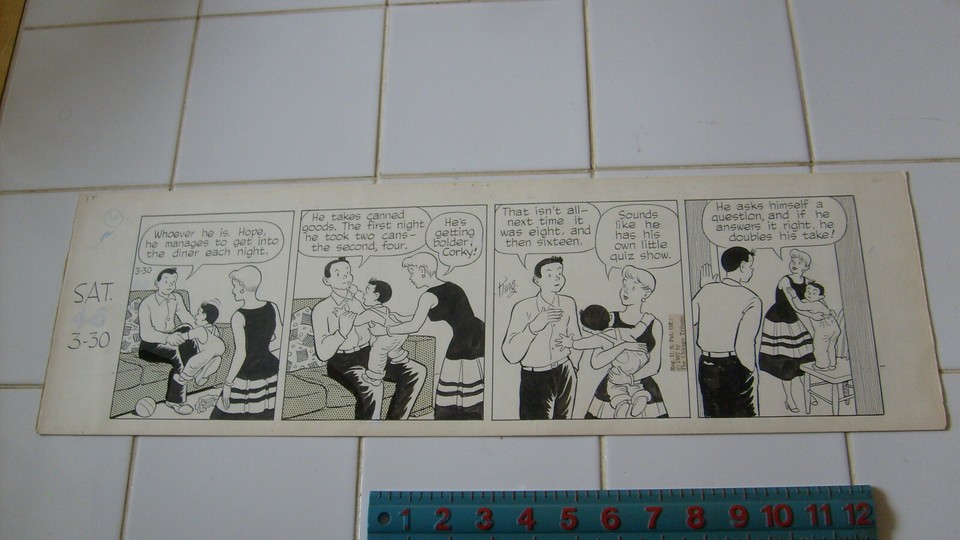 SAT.
4-6
3-30
3-30
Whoever he is, Hope,
he manages to get into
the diner each night.
He takes canned
goods. The first night
he took two cans—
the second, four.
He's
getting
bolder,
Corky!
That isn't all—
next time it
was eight, and
then sixteen.
King
Sounds
like he
has his
own little
quiz show.
He asks himself a
question, and if he
answers it right, he
doubles his take!
1 2 3 4 5 6 7 8 9 10 11 12